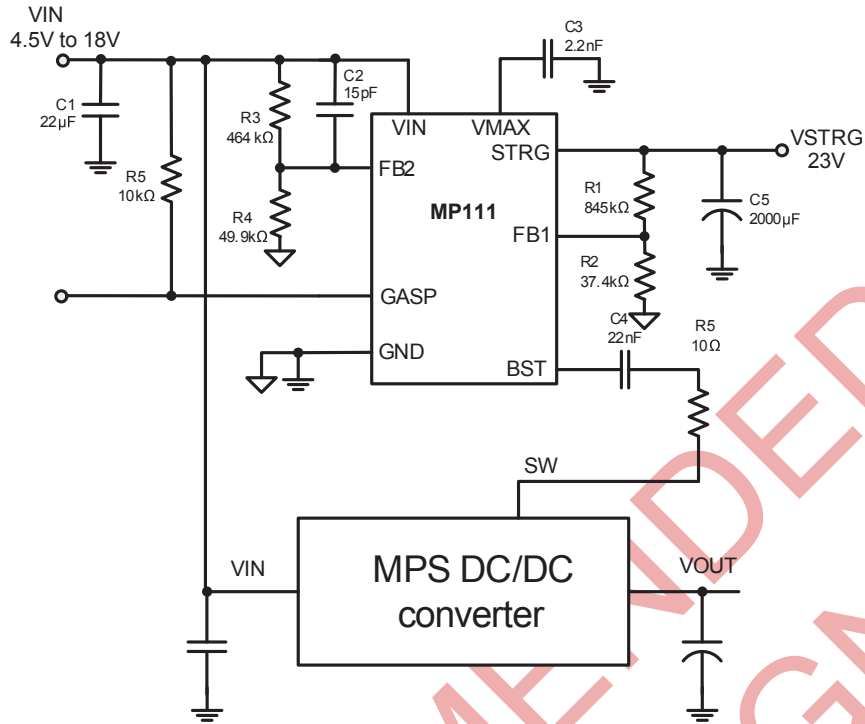 VIN
4.5V to 18V
C1
22µF
R5
10kΩ
R3
464 kΩ
C2
15pF
R4
49.9kΩ
C3
2.2nF
VIN
VMAX
STRG
FB2
MP111
FB1
GASP
GND
BST
VSTRG
23V
R1
845kΩ
C5
2000µF
R2
37.4kΩ
C4
22nF
R5
10Ω
SW
VIN
MPS DC/DC
converter
VOUT